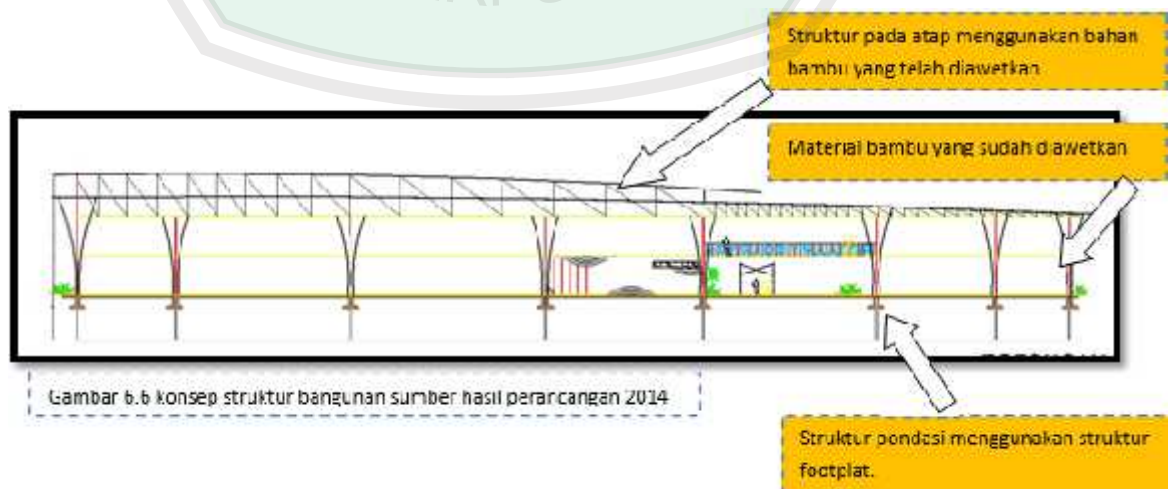 Struktur pada atap menggunakan bahan
bambu yang telah diawetkan
Material bambu yang sudah diawetkan
Gambar 6.6 konsep struktur bangunan sumber hasil perancangan 2014
Struktur pondasi menggunakan struktur
footplat.